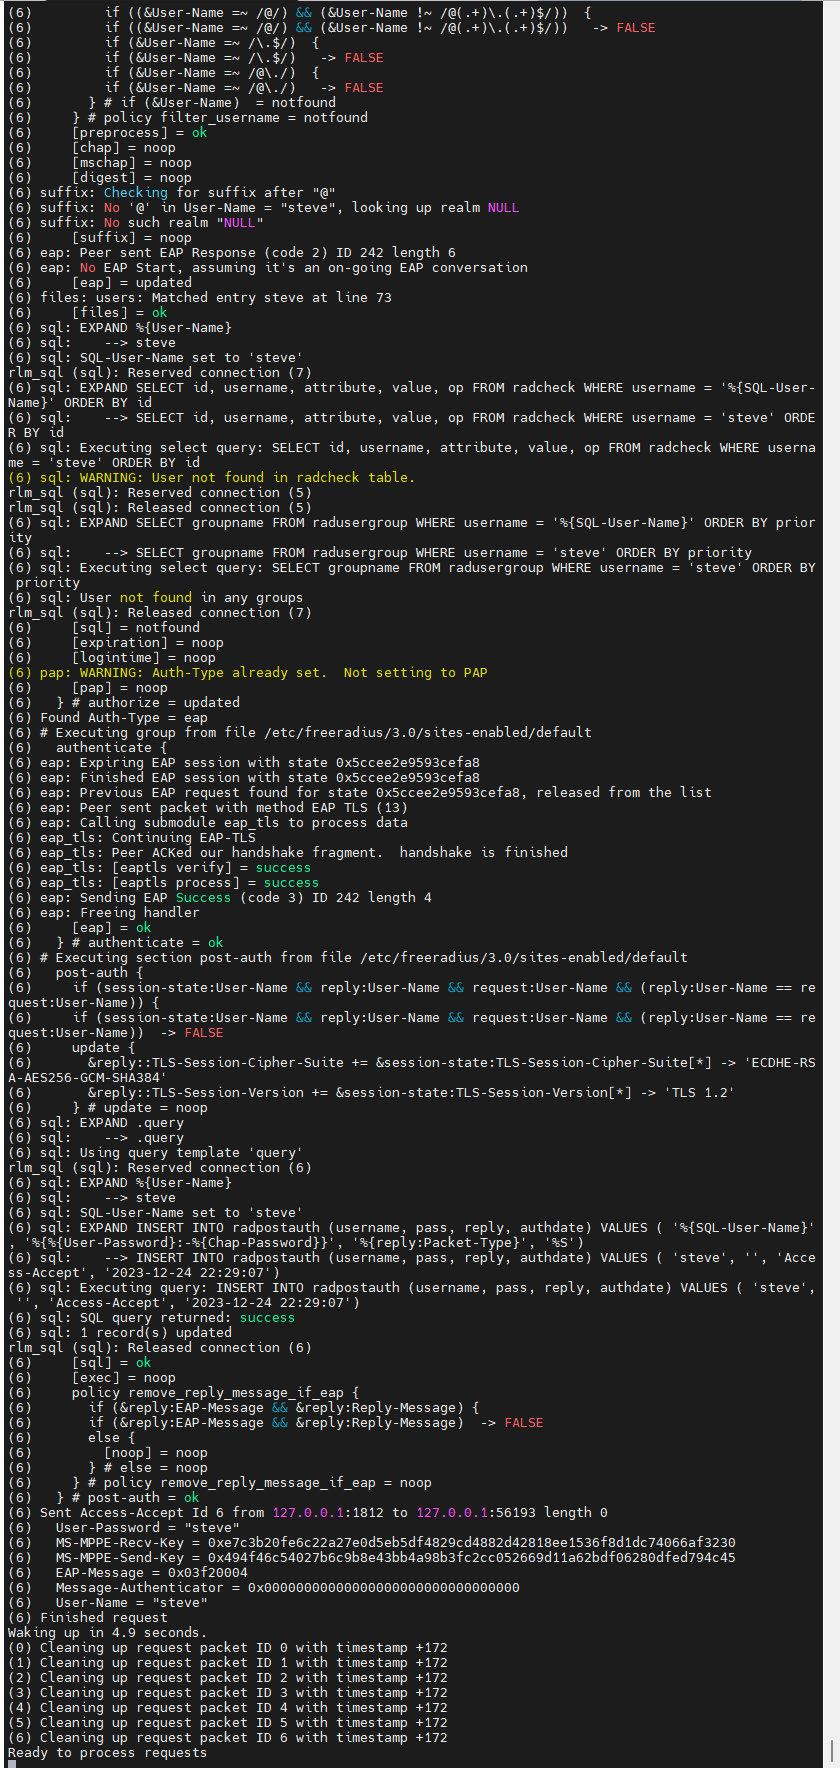 (6)         if ((&User-Name =~ /@/) && (&User-Name !~ /@(.+)\.(.+)$/))  {
(6)         if ((&User-Name =~ /@/) && (&User-Name !~ /@(.+)\.(.+)$/))   -> FALSE
(6)         if (&User-Name =~ /\.$/)  {
(6)         if (&User-Name =~ /\.$/)   -> FALSE
(6)         if (&User-Name =~ /@\./)  {
(6)         if (&User-Name =~ /@\./)   -> FALSE
(6)       } # if (&User-Name)  = notfound
(6)     } # policy filter_username = notfound
(6)     [preprocess] = ok
(6)     [chap] = noop
(6)     [mschap] = noop
(6)     [digest] = noop
(6) suffix: Checking for suffix after "@"
(6) suffix: No '@' in User-Name = "steve", looking up realm NULL
(6) suffix: No such realm "NULL"
(6)     [suffix] = noop
(6) eap: Peer sent EAP Response (code 2) ID 242 length 6
(6) eap: No EAP Start, assuming it's an on-going EAP conversation
(6)     [eap] = updated
(6) files: users: Matched entry steve at line 73
(6)     [files] = ok
(6) sql: EXPAND %{User-Name}
(6) sql:    --> steve
(6) sql: SQL-User-Name set to 'steve'
rlm_sql (sql): Reserved connection (7)
(6) sql: EXPAND SELECT id, username, attribute, value, op FROM radcheck WHERE username = '%{SQL-User-
Name}' ORDER BY id
(6) sql:    --> SELECT id, username, attribute, value, op FROM radcheck WHERE username = 'steve' ORDE
R BY id
(6) sql: Executing select query: SELECT id, username, attribute, value, op FROM radcheck WHERE userna
me = 'steve' ORDER BY id
(6) sql: WARNING: User not found in radcheck table.
rlm_sql (sql): Reserved connection (5)
rlm_sql (sql): Released connection (5)
(6) sql: EXPAND SELECT groupname FROM radusergroup WHERE username = '%{SQL-User-Name}' ORDER BY prior
ity
(6) sql:    --> SELECT groupname FROM radusergroup WHERE username = 'steve' ORDER BY priority
(6) sql: Executing select query: SELECT groupname FROM radusergroup WHERE username = 'steve' ORDER BY
 priority
(6) sql: User not found in any groups
rlm_sql (sql): Released connection (7)
(6)     [sql] = notfound
(6)     [expiration] = noop
(6)     [logintime] = noop
(6) pap: WARNING: Auth-Type already set.  Not setting to PAP
(6)     [pap] = noop
(6)   } # authorize = updated
(6) Found Auth-Type = eap
(6) # Executing group from file /etc/freeradius/3.0/sites-enabled/default
(6)   authenticate {
(6) eap: Expiring EAP session with state 0x5ccee2e9593cefa8
(6) eap: Finished EAP session with state 0x5ccee2e9593cefa8
(6) eap: Previous EAP request found for state 0x5ccee2e9593cefa8, released from the list
(6) eap: Peer sent packet with method EAP TLS (13)
(6) eap: Calling submodule eap_tls to process data
(6) eap_tls: Continuing EAP-TLS
(6) eap_tls: Peer ACKed our handshake fragment.  handshake is finished
(6) eap_tls: [eaptls verify] = success
(6) eap_tls: [eaptls process] = success
(6) eap: Sending EAP Success (code 3) ID 242 length 4
(6) eap: Freeing handler
(6)     [eap] = ok
(6)   } # authenticate = ok
(6) # Executing section post-auth from file /etc/freeradius/3.0/sites-enabled/default
(6)   post-auth {
(6)     if (session-state:User-Name && reply:User-Name && request:User-Name && (reply:User-Name == re
quest:User-Name)) {
(6)     if (session-state:User-Name && reply:User-Name && request:User-Name && (reply:User-Name == re
quest:User-Name))  -> FALSE
(6)     update {
(6)       &reply::TLS-Session-Cipher-Suite += &session-state:TLS-Session-Cipher-Suite[*] -> 'ECDHE-RS
A-AES256-GCM-SHA384'
(6)       &reply::TLS-Session-Version += &session-state:TLS-Session-Version[*] -> 'TLS 1.2'
(6)     } # update = noop
(6) sql: EXPAND .query
(6) sql:    --> .query
(6) sql: Using query template 'query'
rlm_sql (sql): Reserved connection (6)
(6) sql: EXPAND %{User-Name}
(6) sql:    --> steve
(6) sql: SQL-User-Name set to 'steve'
(6) sql: EXPAND INSERT INTO radpostauth (username, pass, reply, authdate) VALUES ( '%{SQL-User-Name}'
, '%{%{User-Password}:-%{Chap-Password}}', '%{reply:Packet-Type}', '%S')
(6) sql:    --> INSERT INTO radpostauth (username, pass, reply, authdate) VALUES ( 'steve', '', 'Acce
ss-Accept', '2023-12-24 22:29:07')
(6) sql: Executing query: INSERT INTO radpostauth (username, pass, reply, authdate) VALUES ( 'steve',
 '', 'Access-Accept', '2023-12-24 22:29:07')
(6) sql: SQL query returned: success
(6) sql: 1 record(s) updated
rlm_sql (sql): Released connection (6)
(6)     [sql] = ok
(6)     [exec] = noop
(6)     policy remove_reply_message_if_eap {
(6)       if (&reply:EAP-Message && &reply:Reply-Message) {
(6)       if (&reply:EAP-Message && &reply:Reply-Message)  -> FALSE
(6)       else {
(6)         [noop] = noop
(6)       } # else = noop
(6)     } # policy remove_reply_message_if_eap = noop
(6)   } # post-auth = ok
(6) Sent Access-Accept Id 6 from 127.0.0.1:1812 to 127.0.0.1:56193 length 0
(6)   User-Password = "steve"
(6)   MS-MPPE-Recv-Key = 0xe7c3b20fe6c22a27e0d5eb5df4829cd4882d42818ee1536f8d1dc74066af3230
(6)   MS-MPPE-Send-Key = 0x494f46c54027b6c9b8e43bb4a98b3fc2cc052669d11a62bdf06280dfed794c45
(6)   EAP-Message = 0x03f20004
(6)   Message-Authenticator = 0x00000000000000000000000000000000
(6)   User-Name = "steve"
(6) Finished request
Waking up in 4.9 seconds.
(0) Cleaning up request packet ID 0 with timestamp +172
(1) Cleaning up request packet ID 1 with timestamp +172
(2) Cleaning up request packet ID 2 with timestamp +172
(3) Cleaning up request packet ID 3 with timestamp +172
(4) Cleaning up request packet ID 4 with timestamp +172
(5) Cleaning up request packet ID 5 with timestamp +172
(6) Cleaning up request packet ID 6 with timestamp +172
Ready to process requests